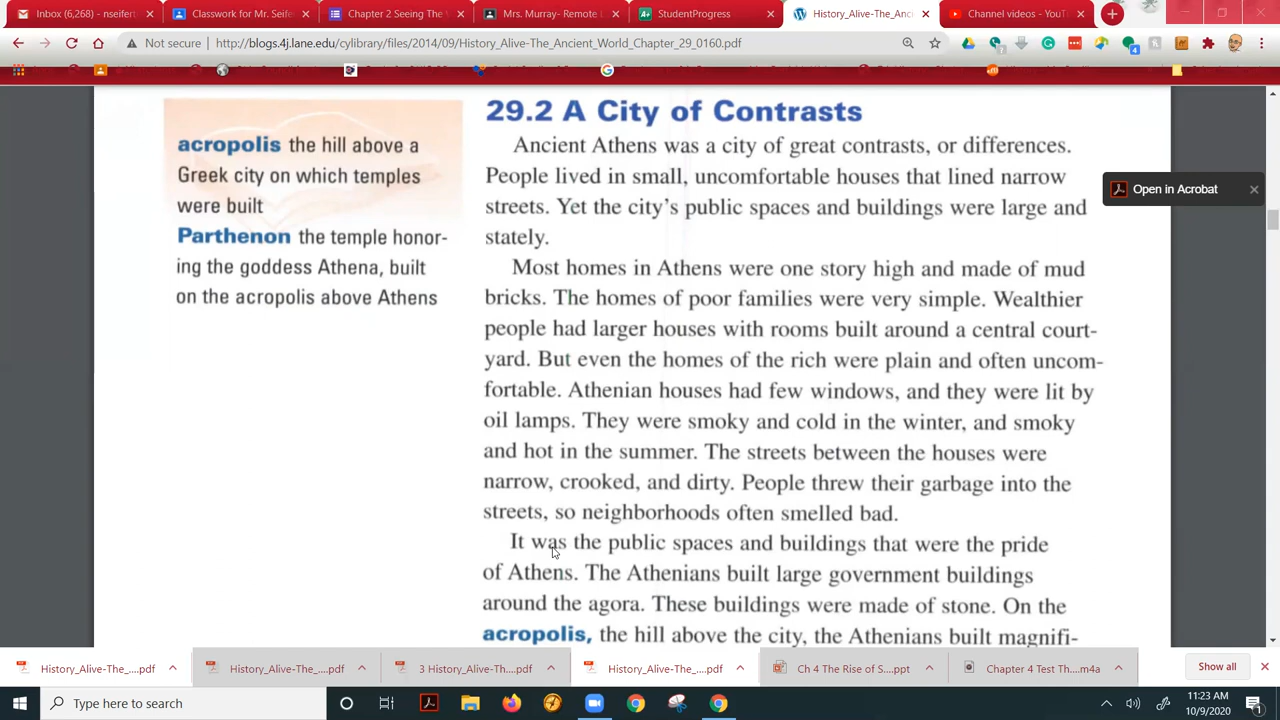 Inbox (6,268) - nseifert
Classwork for Mr. Seife
Chapter 2 Seeing The W
Mrs. Murray- Remote L
StudentProgress
History_Alive-The_Anci
Channel videos - YouT
Not secure | http://blogs.4j.lane.edu/cylibrary/files/2014/09/History_Alive-The_Ancient_World_Chapter_29_0160.pdf
Open in Acrobat
acropolis the hill above a
Greek city on which temples
were built
Parthenon the temple honor-
ing the goddess Athena, built
on the acropolis above Athens
29.2 A City of Contrasts
Ancient Athens was a city of great contrasts, or differences.
People lived in small, uncomfortable houses that lined narrow
streets. Yet the city's public spaces and buildings were large and
stately.
Most homes in Athens were one story high and made of mud
bricks. The homes of poor families were very simple. Wealthier
people had larger houses with rooms built around a central court-
yard. But even the homes of the rich were plain and often uncom-
fortable. Athenian houses had few windows, and they were lit by
oil lamps. They were smoky and cold in the winter, and smoky
and hot in the summer. The streets between the houses were
narrow, crooked, and dirty. People threw their garbage into the
streets, so neighborhoods often smelled bad.
It was the public spaces and buildings that were the pride
of Athens. The Athenians built large government buildings
around the agora. These buildings were made of stone. On the
acropolis, the hill above the city, the Athenians built magnifi-
History_Alive-The_....pdf
History_Alive-The_....pdf
3 History_Alive-Th....pdf
History_Alive-The_....pdf
Ch 4 The Rise of S....ppt
Chapter 4 Test Th....m4a
Show all
Type here to search
11:23 AM
10/9/2020